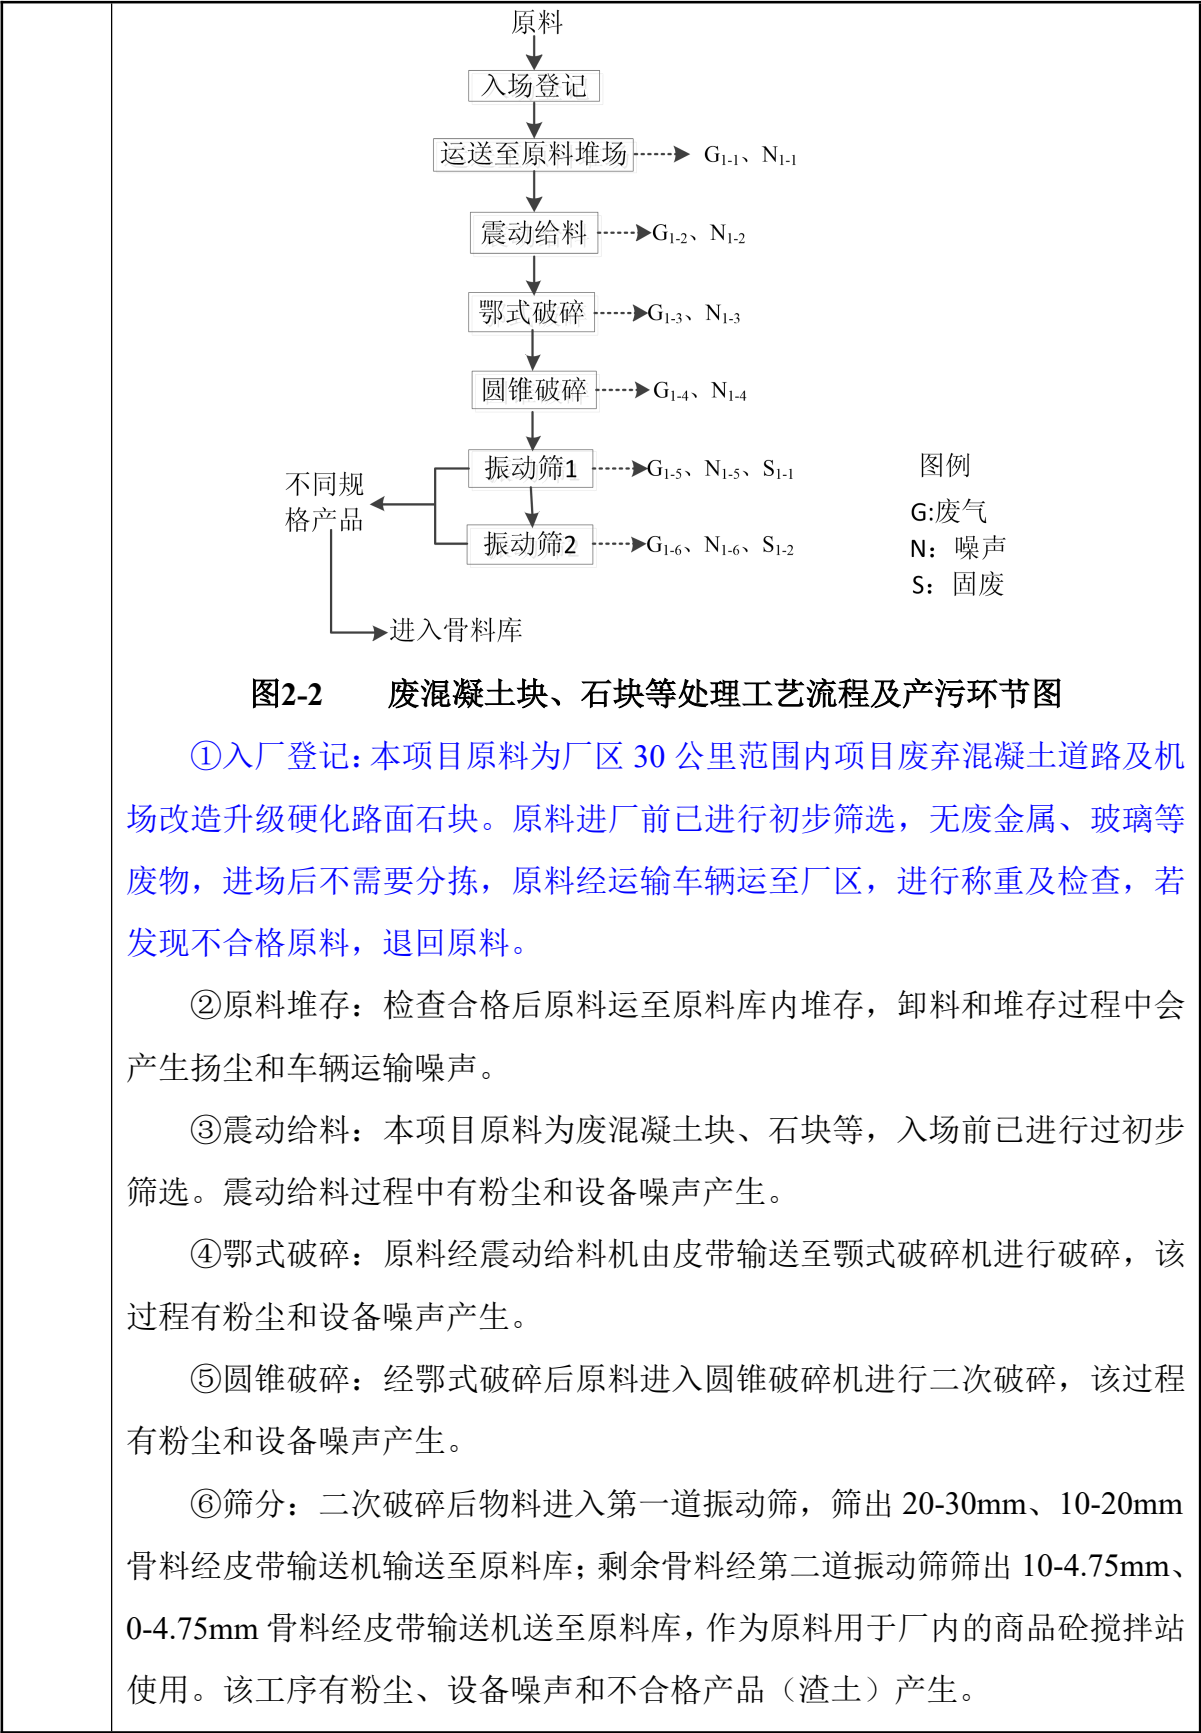 原料
入场登记
运送至原料堆场
G1-1、N1-1
震动给料
G1-2、N1-2
鄂式破碎
G1-3、N1-3
圆锥破碎
G1-4、N1-4
振动筛1
G1-5、N1-5、S1-1
不同规
格产品
振动筛2
G1-6、N1-6、S1-2
图例
G:废气
N：噪声
S：固废
进入骨料库
图2-2 废混凝土块、石块等处理工艺流程及产污环节图
①入厂登记：本项目原料为厂区 30 公里范围内项目废弃混凝土道路及机
场改造升级硬化路面石块。原料进厂前已进行初步筛选，无废金属、玻璃等
废物，进场后不需要分拣，原料经运输车辆运至厂区，进行称重及检查，若
发现不合格原料，退回原料。
②原料堆存：检查合格后原料运至原料库内堆存，卸料和堆存过程中会
产生扬尘和车辆运输噪声。
③震动给料：本项目原料为废混凝土块、石块等，入场前已进行过初步
筛选。震动给料过程中有粉尘和设备噪声产生。
④鄂式破碎：原料经震动给料机由皮带输送至颚式破碎机进行破碎，该
过程有粉尘和设备噪声产生。
⑤圆锥破碎：经鄂式破碎后原料进入圆锥破碎机进行二次破碎，该过程
有粉尘和设备噪声产生。
⑥筛分：二次破碎后物料进入第一道振动筛，筛出 20-30mm、10-20mm
骨料经皮带输送机输送至原料库；剩余骨料经第二道振动筛筛出 10-4.75mm、
0-4.75mm 骨料经皮带输送机送至原料库，作为原料用于厂内的商品砼搅拌站
使用。该工序有粉尘、设备噪声和不合格产品（渣土）产生。